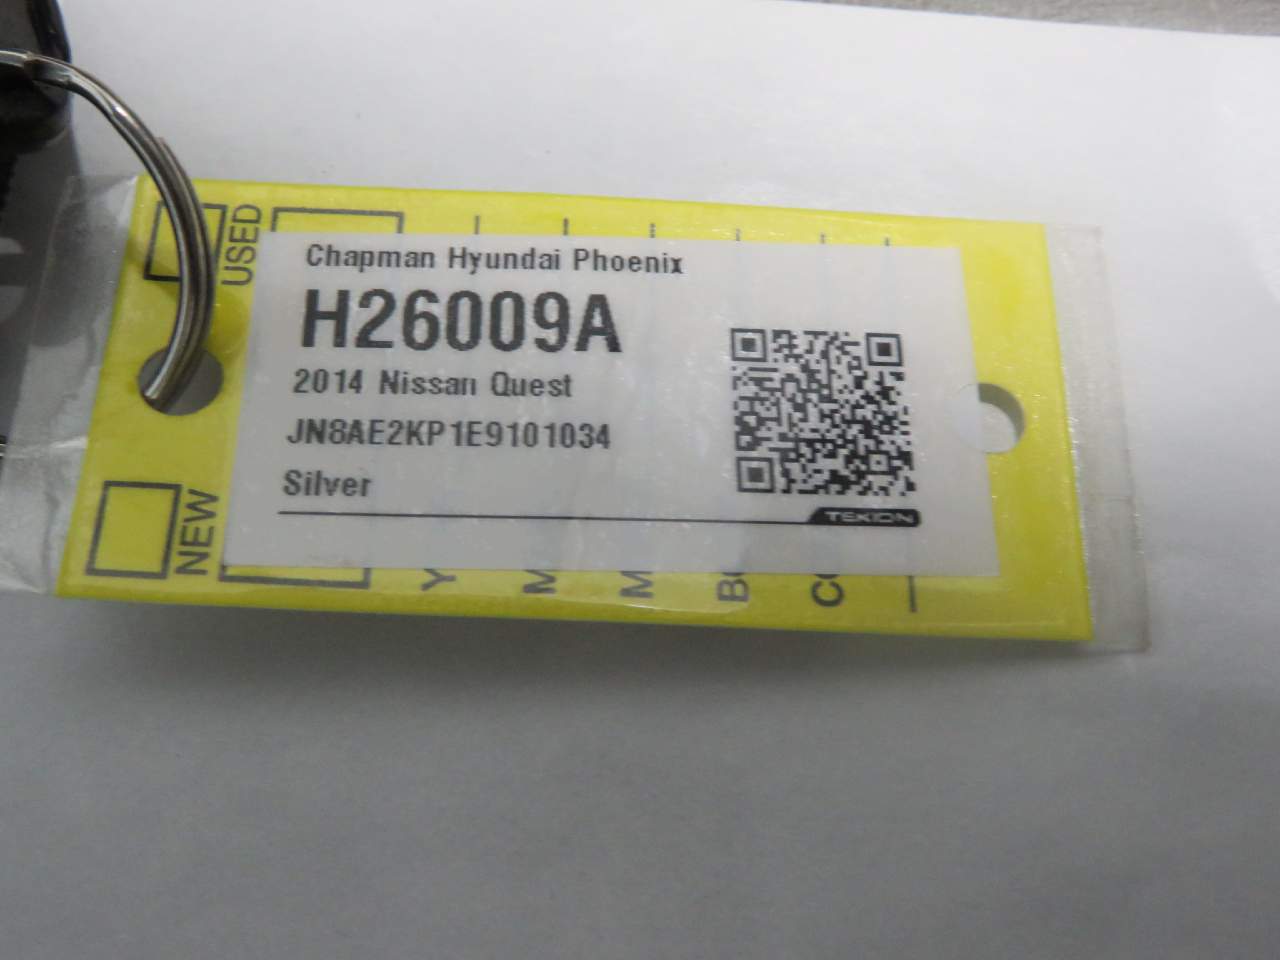 USED
Chapman Hyundai Phoenix
H26009A
2014 Nissan Quest
JN8AE2KP1E9101034
Silver
TEKION
NEW